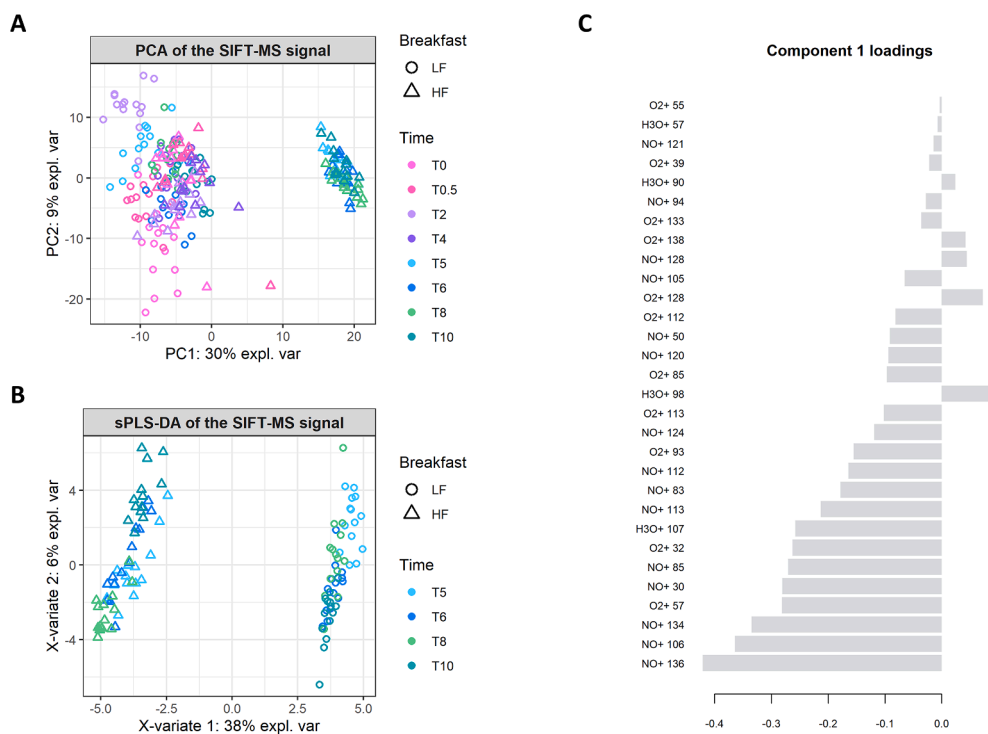 A
PCA of the SIFT-MS signal
PC2: 9% expl. var
10
0
-10
-20
-10
0
10
20
PC1: 30% expl. var
Breakfast
LF
HF
Time
T0
T0.5
T2
T4
T5
T6
T8
T10
B
sPLS-DA of the SIFT-MS signal
X-variate 2: 6% expl. var
4
0
-4
-5.0
-2.5
0.0
2.5
5.0
X-variate 1: 38% expl. var
Breakfast
LF
HF
Time
T5
T6
T8
T10
C
Component 1 loadings
O2+ 55
H3O+ 57
NO+ 121
O2+ 39
H3O+ 90
NO+ 94
O2+ 133
O2+ 138
NO+ 128
NO+ 105
O2+ 128
O2+ 112
NO+ 50
NO+ 120
O2+ 85
H3O+ 98
O2+ 113
NO+ 124
O2+ 93
NO+ 112
NO+ 83
NO+ 113
H3O+ 107
O2+ 32
NO+ 85
NO+ 30
O2+ 57
NO+ 134
NO+ 106
NO+ 136
-0.4
-0.3
-0.2
-0.1
0.0